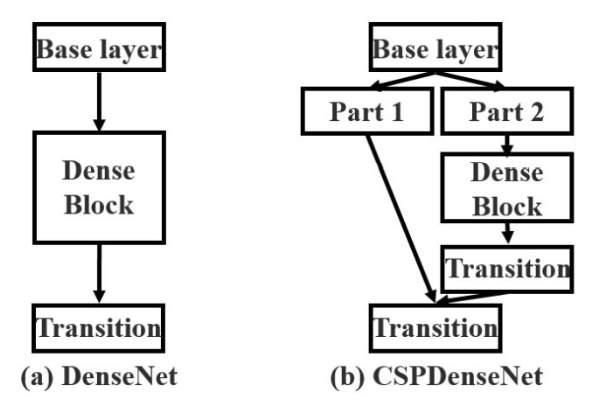 Base layer
Dense
Block
Transition
(a) DenseNet
Base layer
Part 1
Part 2
Dense
Block
Transition
Transition
(b) CSPDenseNet